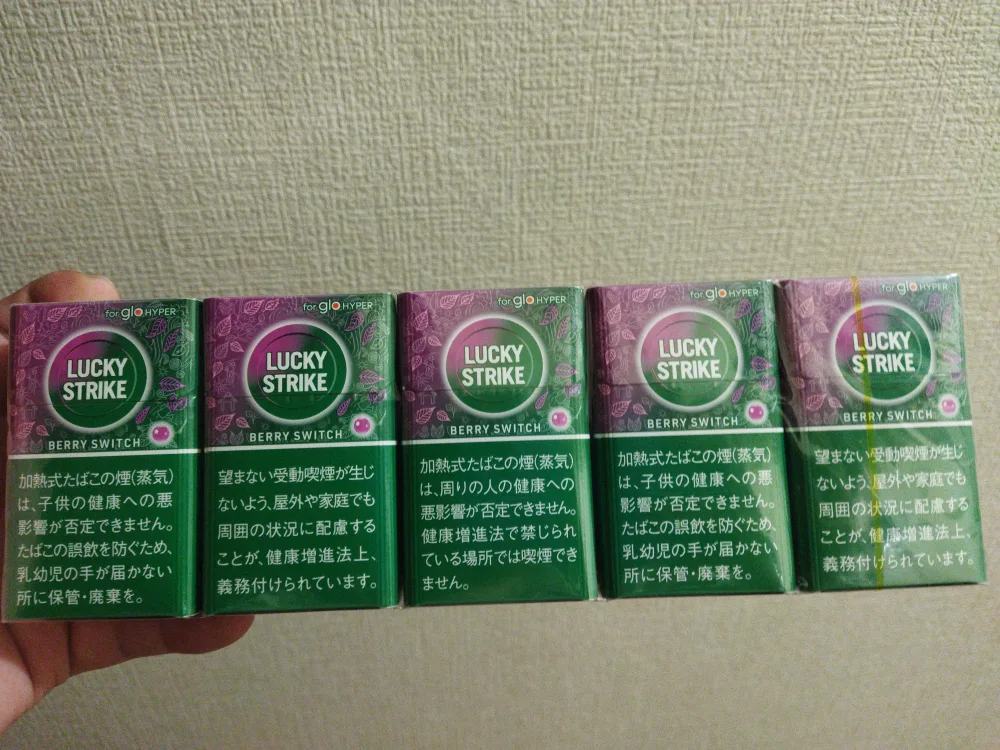 for glo HYPER
LUCKY
STRIKE
BERRY SWITCH
加熱式たばこの煙(蒸気)
は、子供の健康への悪
影響が否定できません。
たばこの誤飲を防ぐため、
乳幼児の手が届かない
所に保管・廃棄を。
for glo HYPER
LUCKY
STRIKE
BERRY SWITCH
望まない受動喫煙が生じ
ないよう、屋外や家庭でも
周囲の状況に配慮する
ことが、健康増進法上、
義務付けられています。
for glo HYPER
LUCKY
STRIKE
BERRY SWITCH
加熱式たばこの煙(蒸気)
は、周りの人の健康への
悪影響が否定できません。
健康増進法で禁じられ
ている場所では喫煙でき
ません。
for glo HYPER
LUCKY
STRIKE
BERRY SWITCH
加熱式たばこの煙(蒸気)
は、子供の健康への悪
影響が否定できません。
たばこの誤飲を防ぐため、
乳幼児の手が届かない
所に保管・廃棄を。
for glo HYPER
LUCKY
STRIKE
BERRY SWITCH
望まない受動喫煙が生じ
ないよう、屋外や家庭でも
周囲の状況に配慮する
ことが、健康増進法上、
義務付けられています。